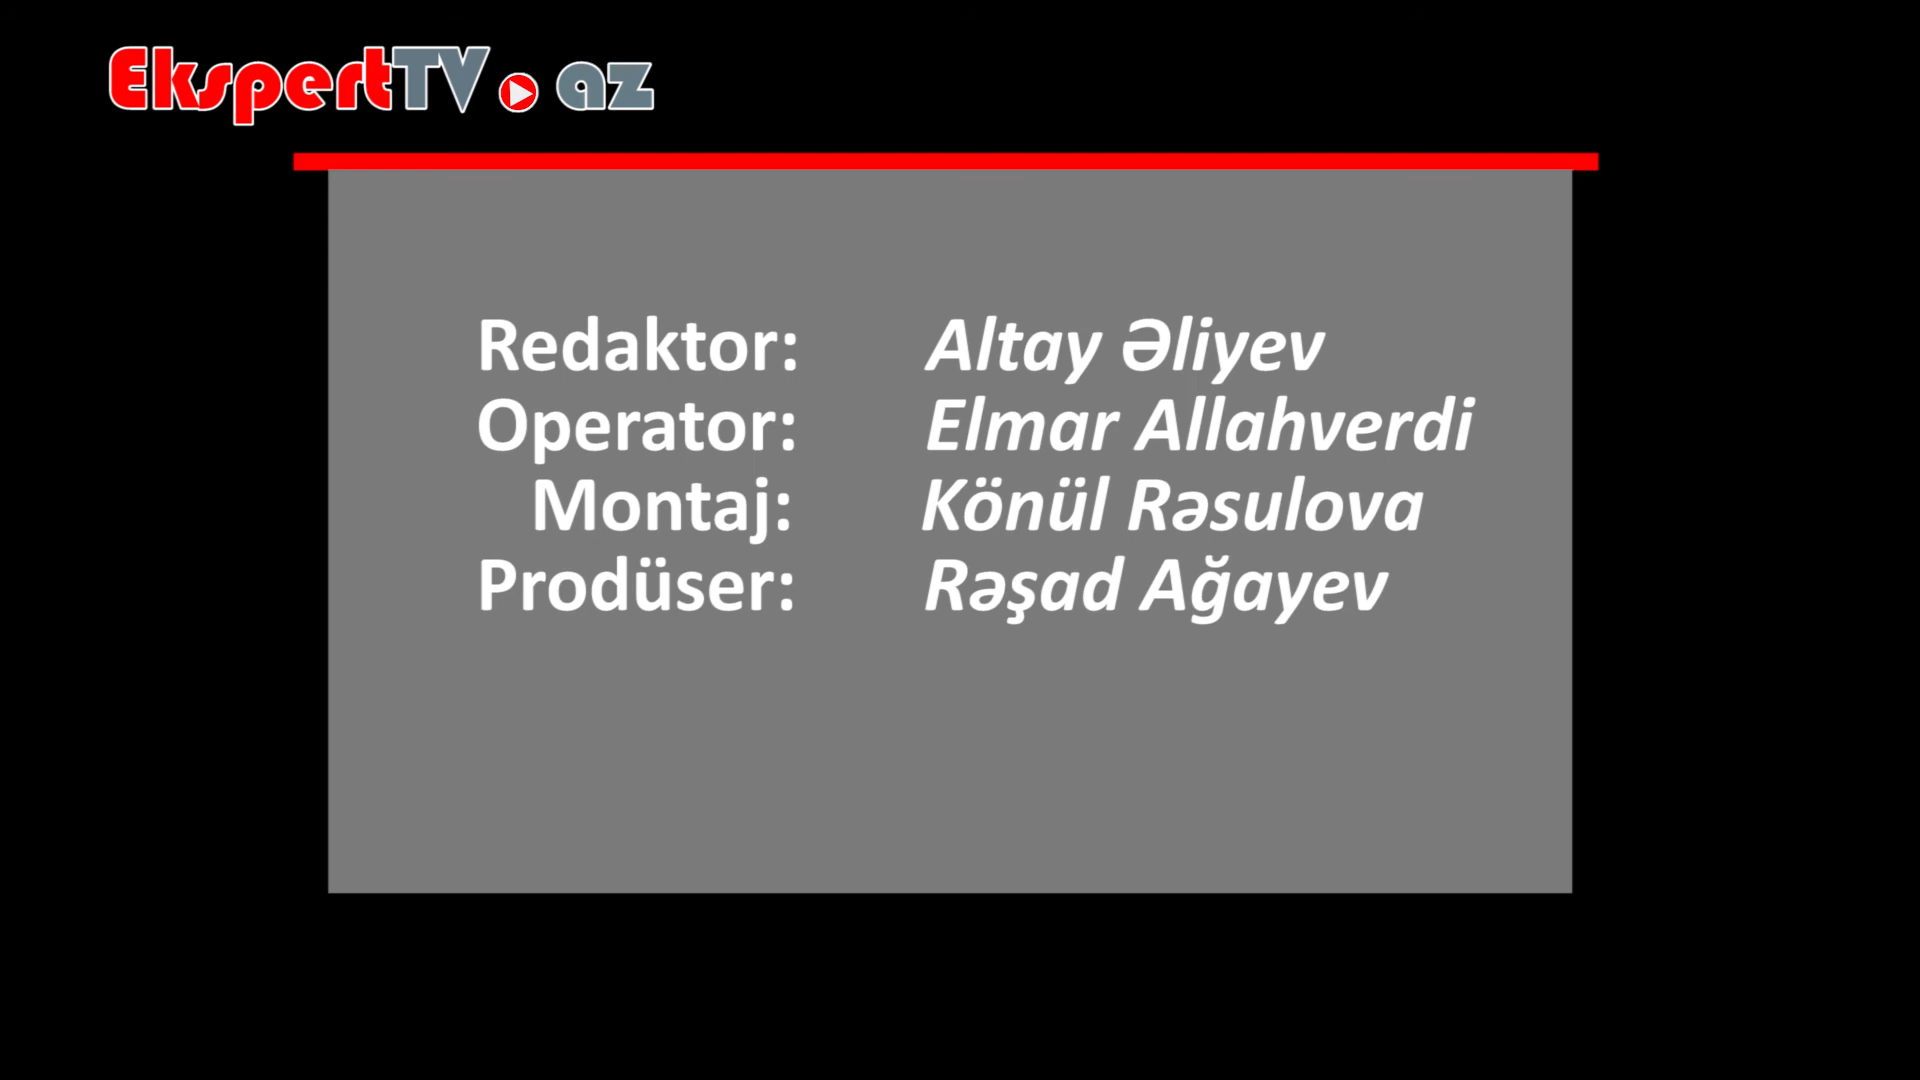 EkspertTV.az
Redaktor: Altay Əliyev
Operator: Elmar Allahverdi
Montaj: Könül Rəsulova
Prodüser: Rəşad Ağayev